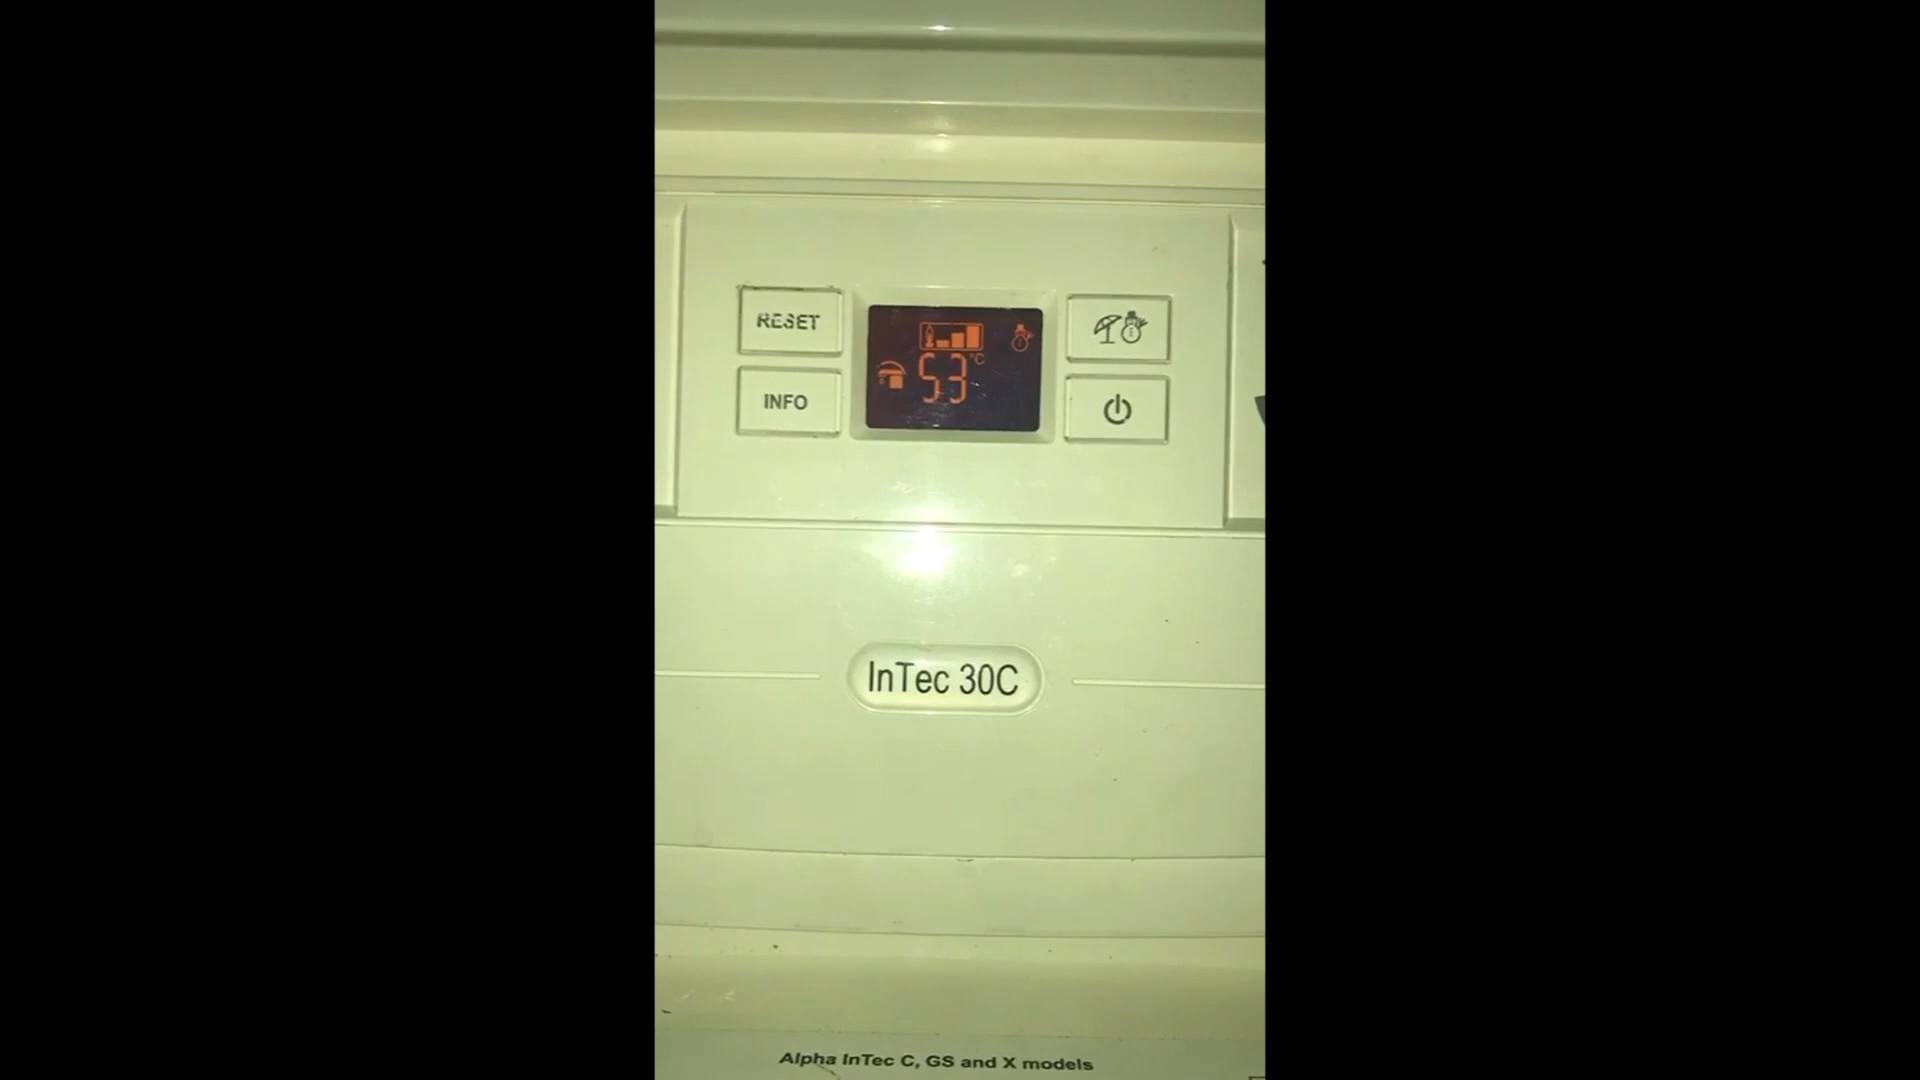 RESET
INFO
53 °C
InTec 30C
Alpha InTec C, GS and X models